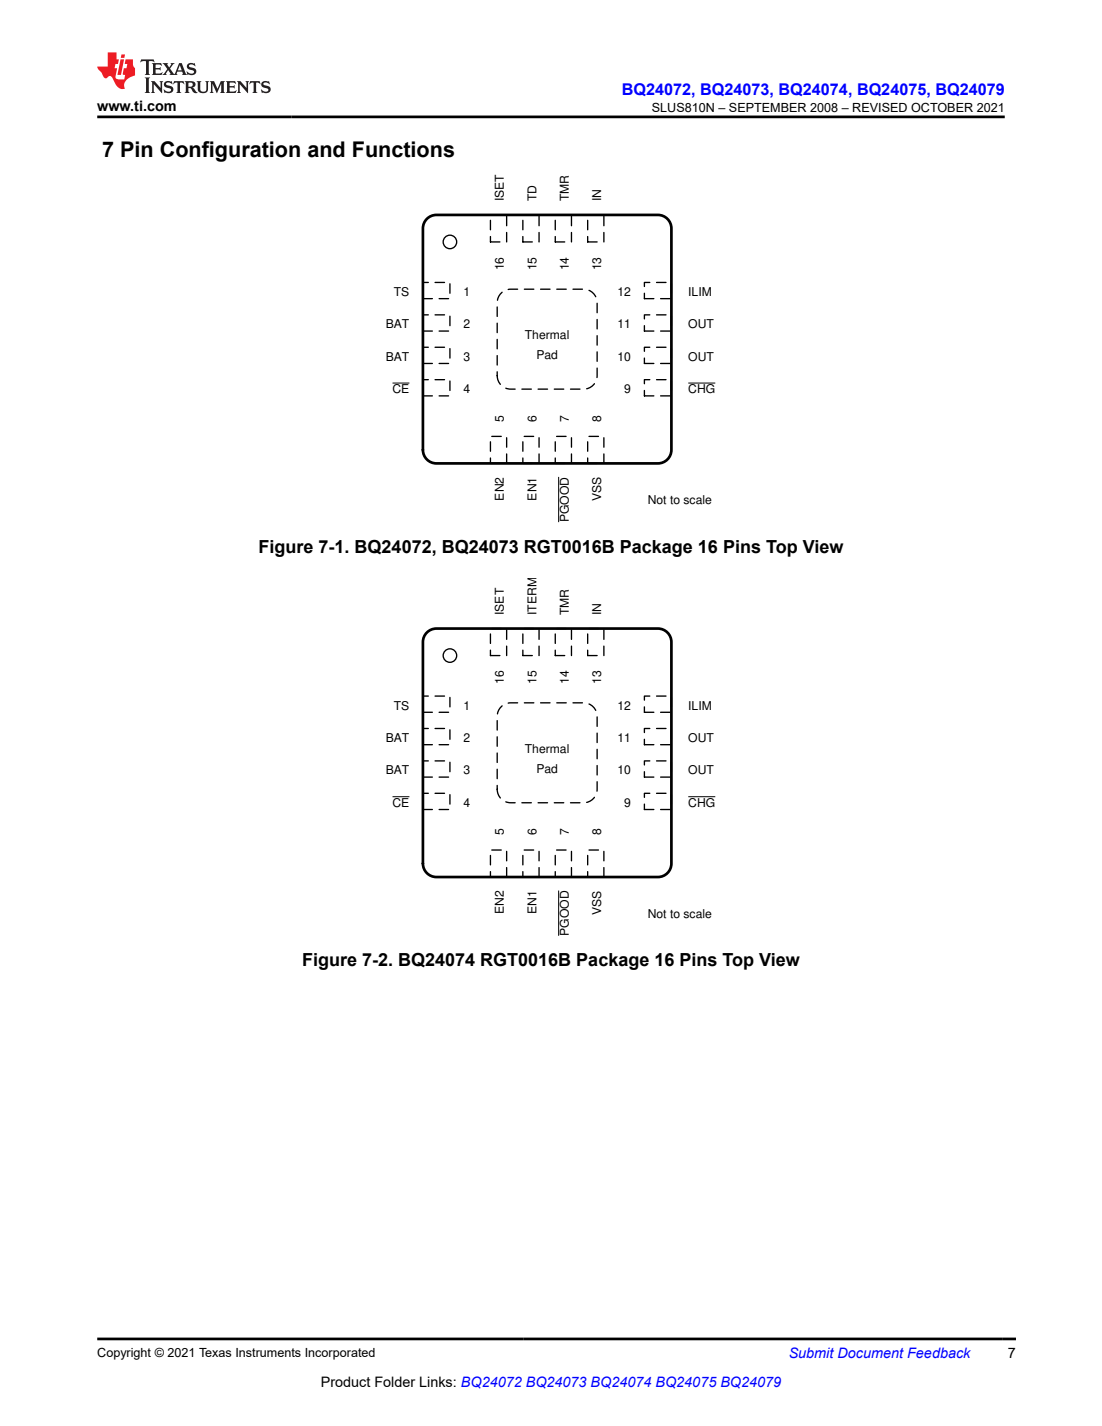 TEXAS
INSTRUMENTS
www.ti.com
BQ24072, BQ24073, BQ24074, BQ24075, BQ24079
SLUS810N – SEPTEMBER 2008 – REVISED OCTOBER 2021
7 Pin Configuration and Functions
ISET TD TMR IN
16 15 14 13
TS 1 12 ILIM
BAT 2 11 OUT
Thermal
Pad
BAT 3 10 OUT
CE 4 9 CHG
5 6 7 8
EN2 EN1 PGOOD VSS
Not to scale
Figure 7-1. BQ24072, BQ24073 RGT0016B Package 16 Pins Top View
ISET ITERM TMR IN
16 15 14 13
TS 1 12 ILIM
BAT 2 11 OUT
Thermal
Pad
BAT 3 10 OUT
CE 4 9 CHG
5 6 7 8
EN2 EN1 PGOOD VSS
Not to scale
Figure 7-2. BQ24074 RGT0016B Package 16 Pins Top View
Copyright © 2021 Texas Instruments Incorporated
Submit Document Feedback 7
Product Folder Links: BQ24072 BQ24073 BQ24074 BQ24075 BQ24079